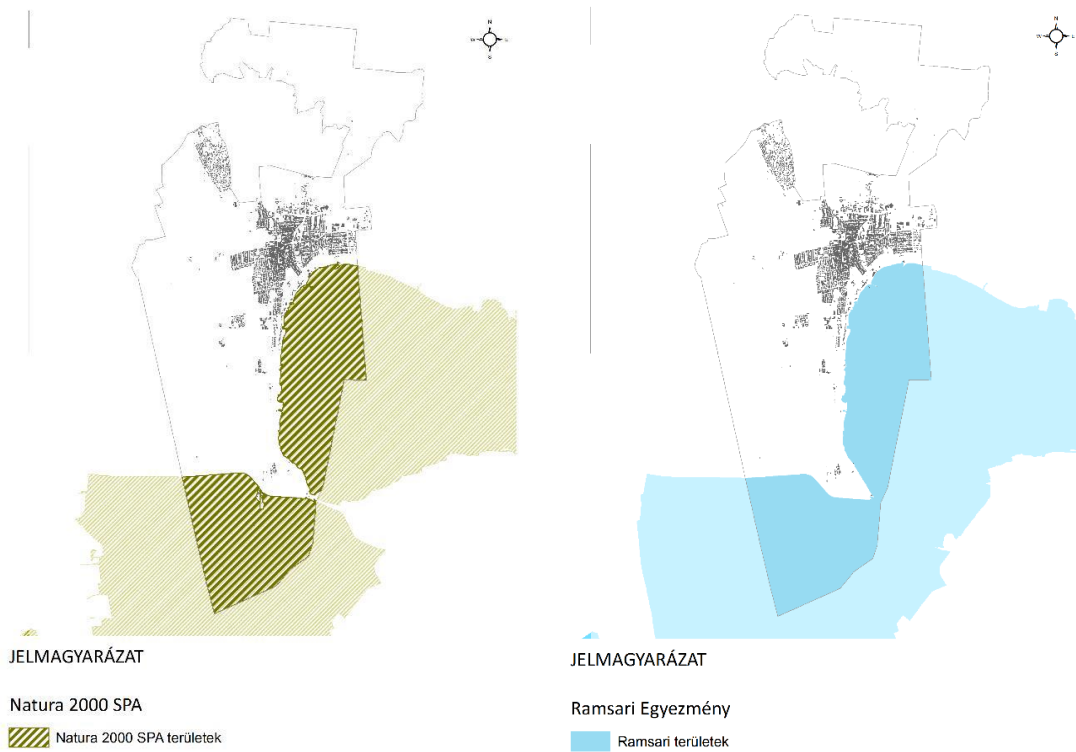 N
S
N
S
JELMAGYARÁZAT
Natura 2000 SPA
Natura 2000 SPA területek
JELMAGYARÁZAT
Ramsari Egyezmény
Ramsari területek